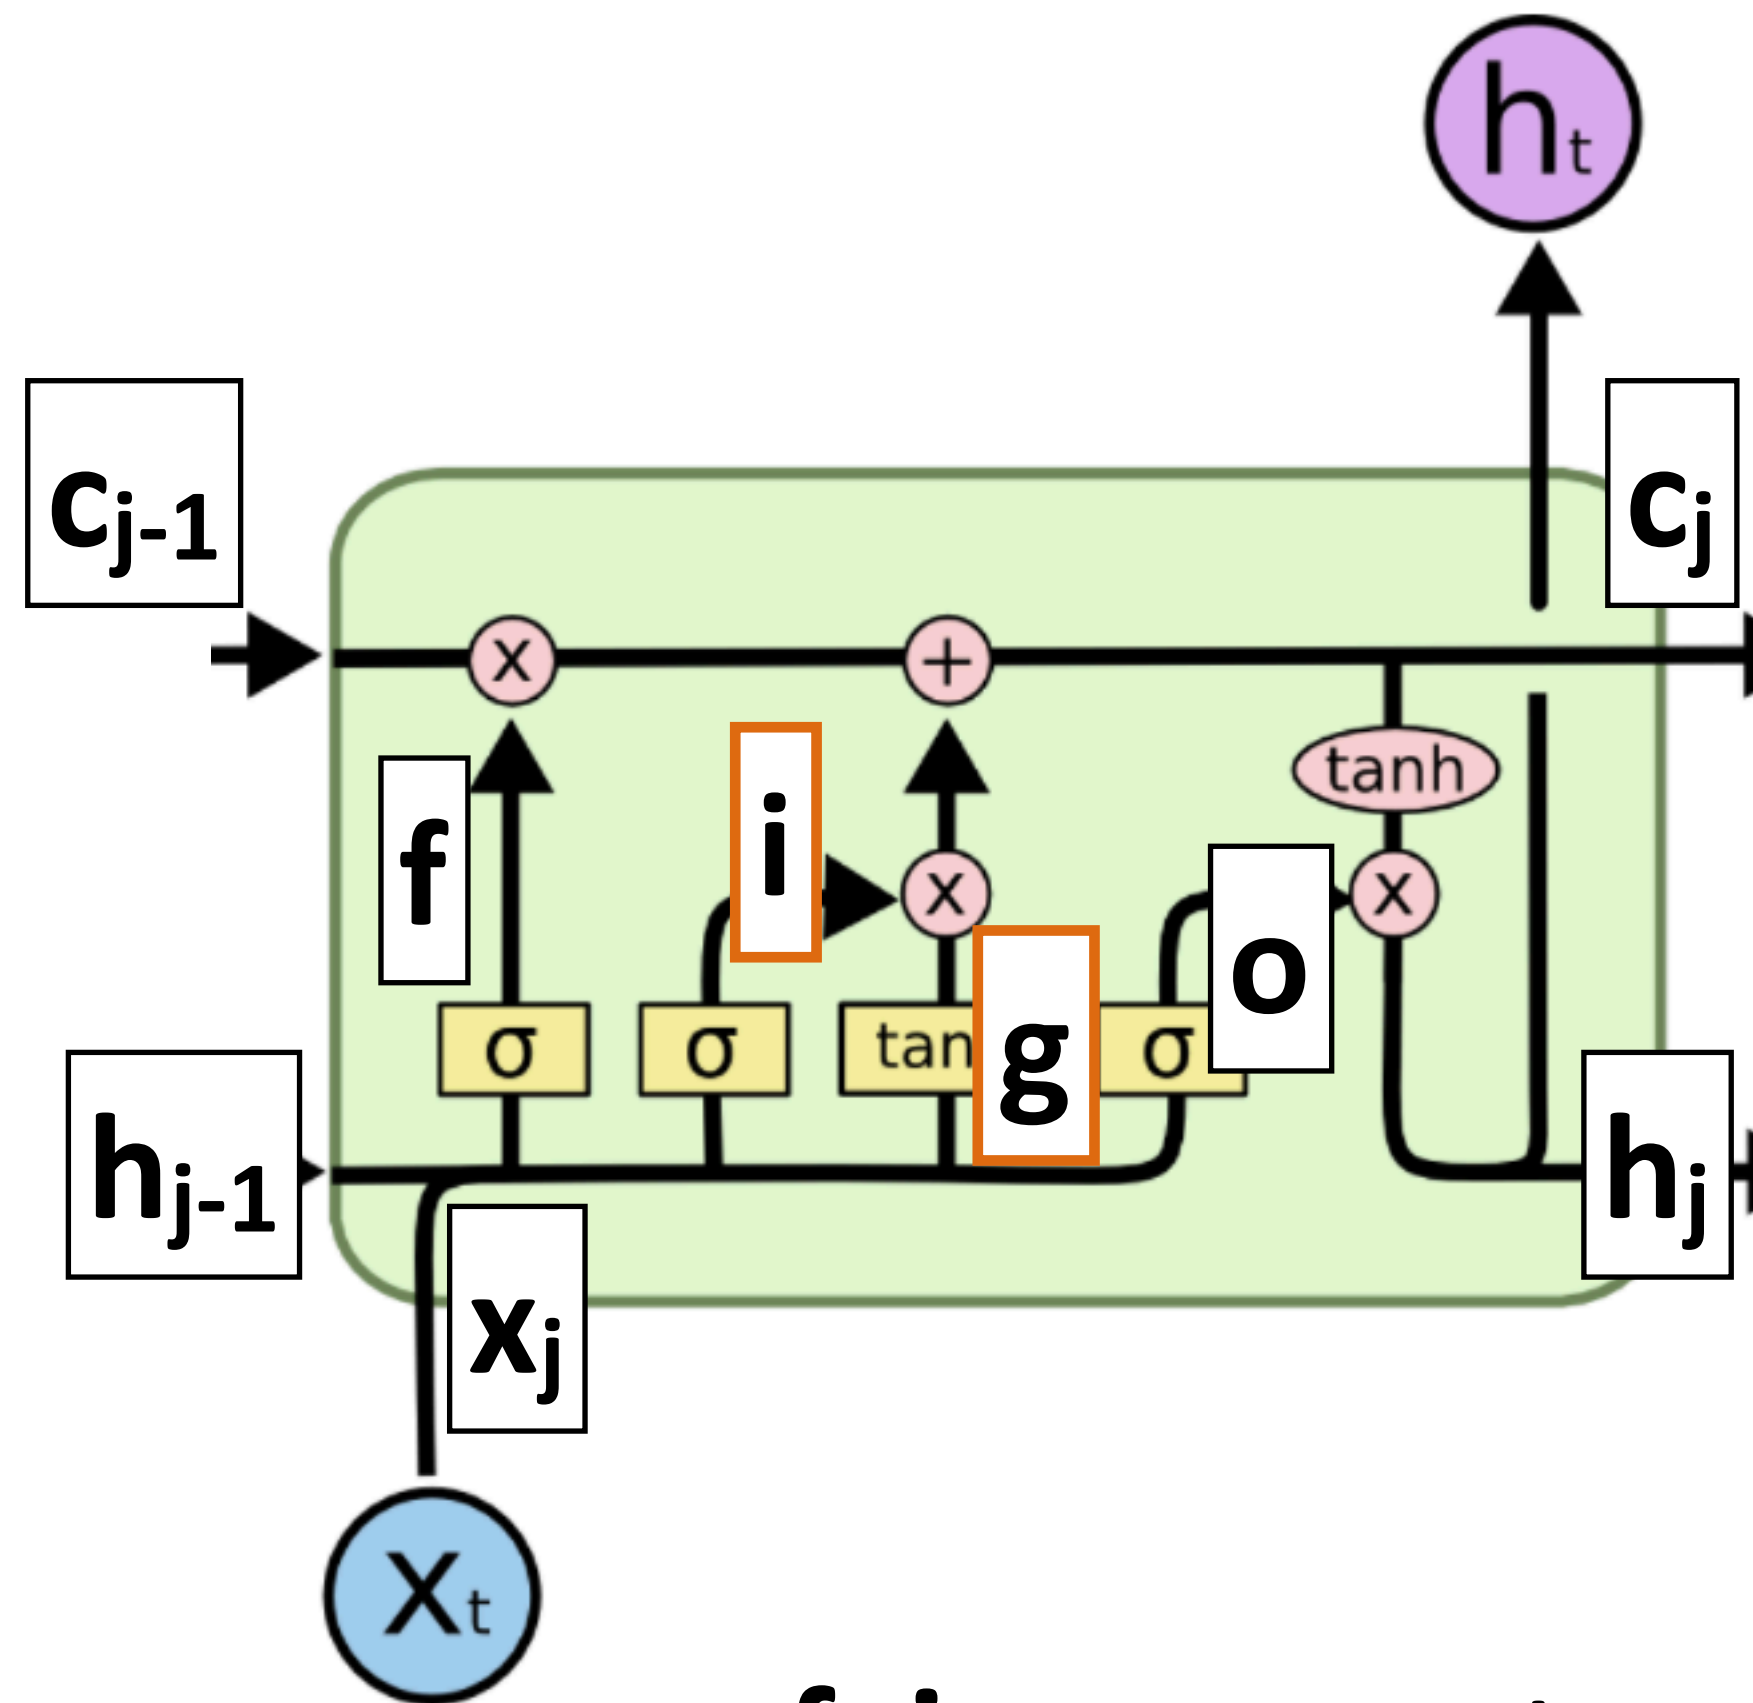 ht
cj-1
cj
x
+
tanh
f
i
x
o
x
σ
σ
tan
g
σ
hj-1
hj
xj
xt